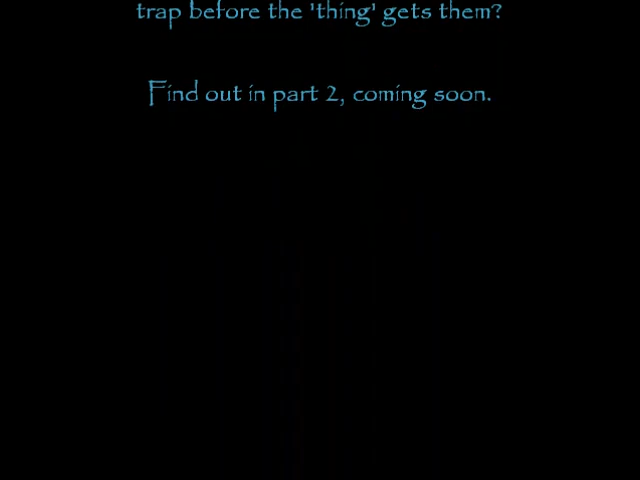 trap before the 'thing' gets them?
Find out in part 2, coming soon.